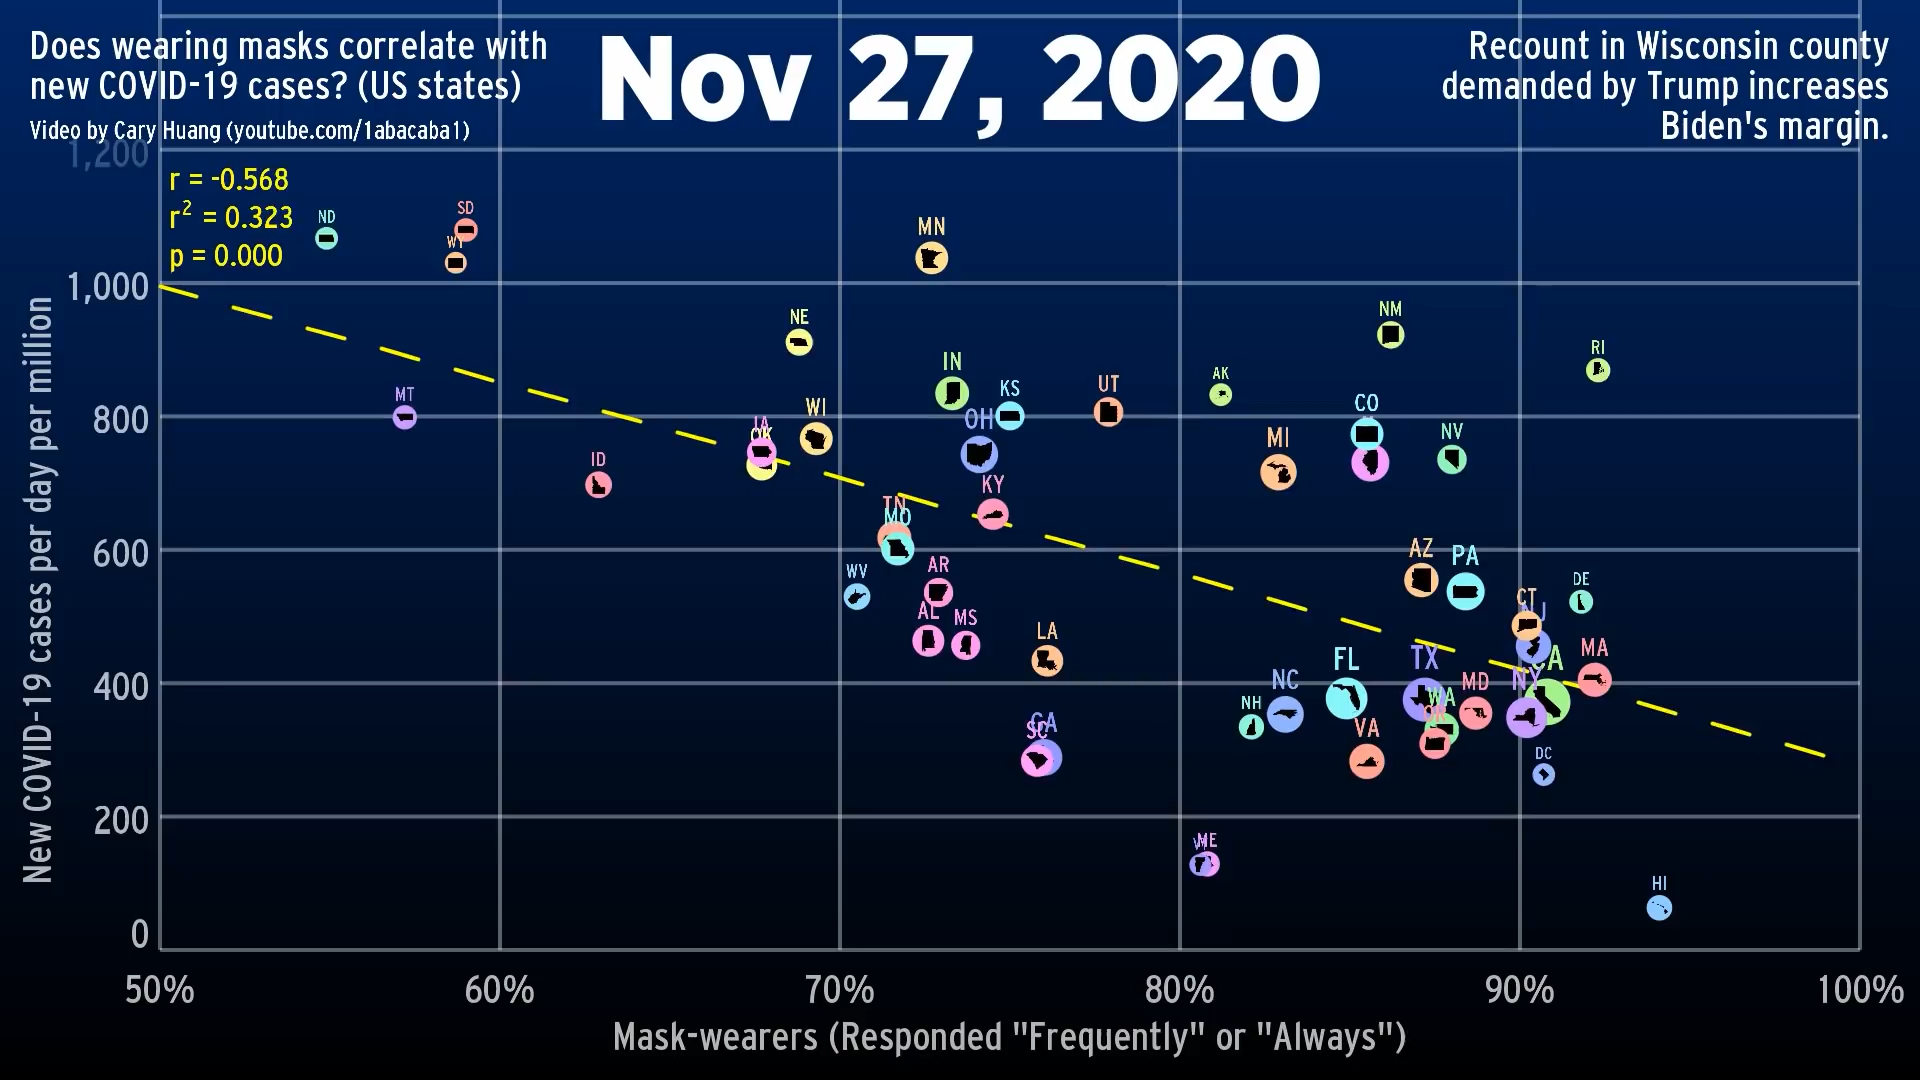 Does wearing masks correlate with
new COVID-19 cases? (US states)
Video by Cary Huang (youtube.com/1abacaba1)
Nov 27, 2020
Recount in Wisconsin county
demanded by Trump increases
Biden's margin.
r = -0.568
r² = 0.323
p = 0.000
1,200
1,000
800
600
400
200
0
New COVID-19 cases per day per million
ND
SD
WY
MN
NE
NM
RI
IN
KS
UT
AK
MT
OH
WI
CO
IA
OK
MI
NV
ID
KY
TN
MO
AZ
PA
WV
AR
DE
AL
MS
CT
NJ
LA
MA
FL
TX
CA
NC
NY
MD
NH
WA
OR
VA
GA
SC
DC
ME
HI
50%
60%
70%
80%
90%
100%
Mask-wearers (Responded "Frequently" or "Always")